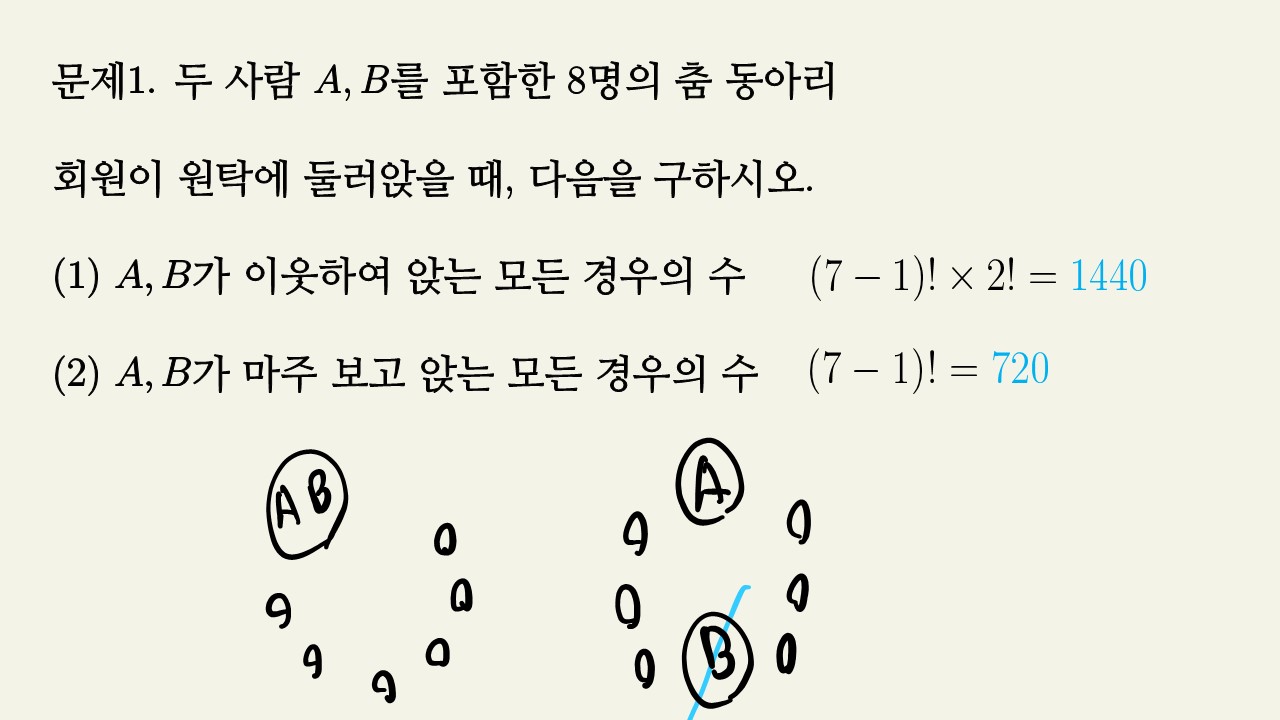 문제1. 두 사람 A, B를 포함한 8명의 춤 동아리
회원이 원탁에 둘러앉을 때, 다음을 구하시오.
(1) A, B가 이웃하여 앉는 모든 경우의 수 (7 − 1)! × 2! = 1440
(2) A, B가 마주 보고 앉는 모든 경우의 수 (7 − 1)! = 720
A B
A
B